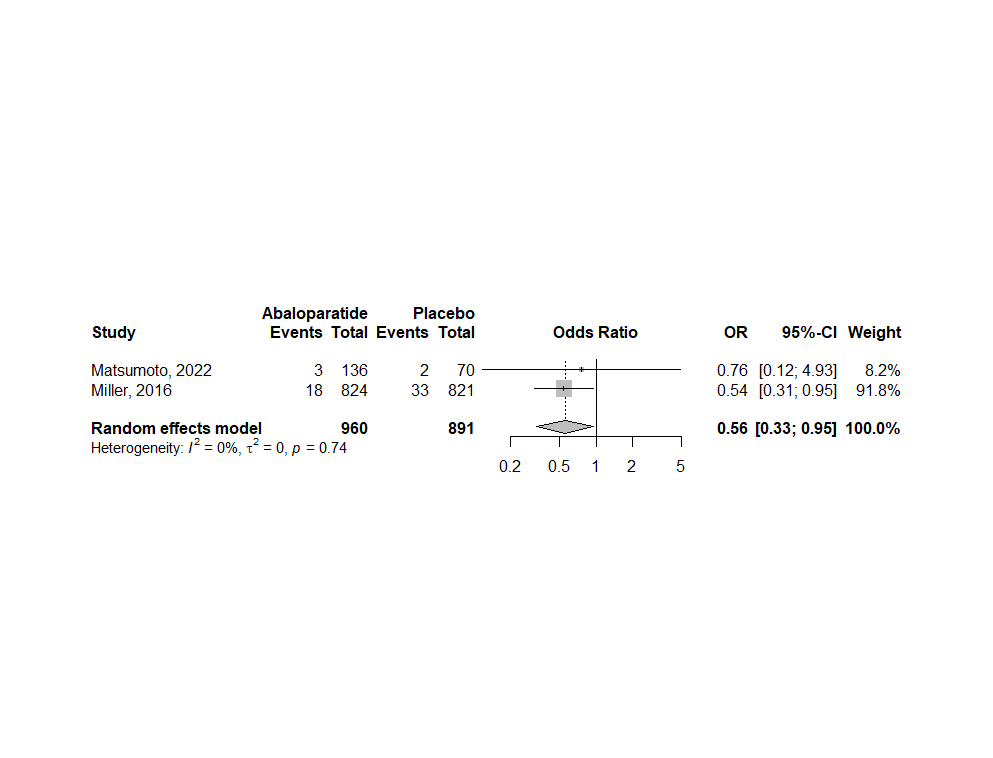 Abaloparatide Placebo
Study Events Total Events Total Odds Ratio OR 95%-CI Weight
Matsumoto, 2022 3 136 2 70 0.76 [0.12; 4.93] 8.2%
Miller, 2016 18 824 33 821 0.54 [0.31; 0.95] 91.8%
Random effects model 960 891 0.56 [0.33; 0.95] 100.0%
Heterogeneity: I² = 0%, τ² = 0, p = 0.74
0.2 0.5 1 2 5